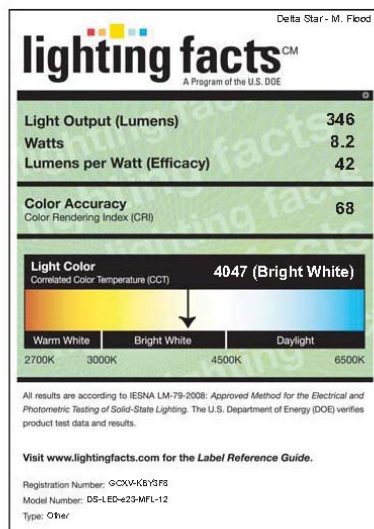 Delta Star - M. Flood
lighting facts CM
A Program of the U.S. DOE
Light Output (Lumens) 346
Watts 8.2
Lumens per Watt (Efficacy) 42
Color Accuracy 68
Color Rendering Index (CRI)
Light Color 4047 (Bright White)
Correlated Color Temperature (CCT)
Warm White Bright White Daylight
2700K 3000K 4500K 6500K
All results are according to IESNA LM-79-2008: Approved Method for the Electrical and
Photometric Testing of Solid-State Lighting. The U.S. Department of Energy (DOE) verifies
product test data and results.
Visit www.lightingfacts.com for the Label Reference Guide.
Registration Number: GCXV-KBY3F8
Model Number: DS-LED-e23-MFL-12
Type: Other